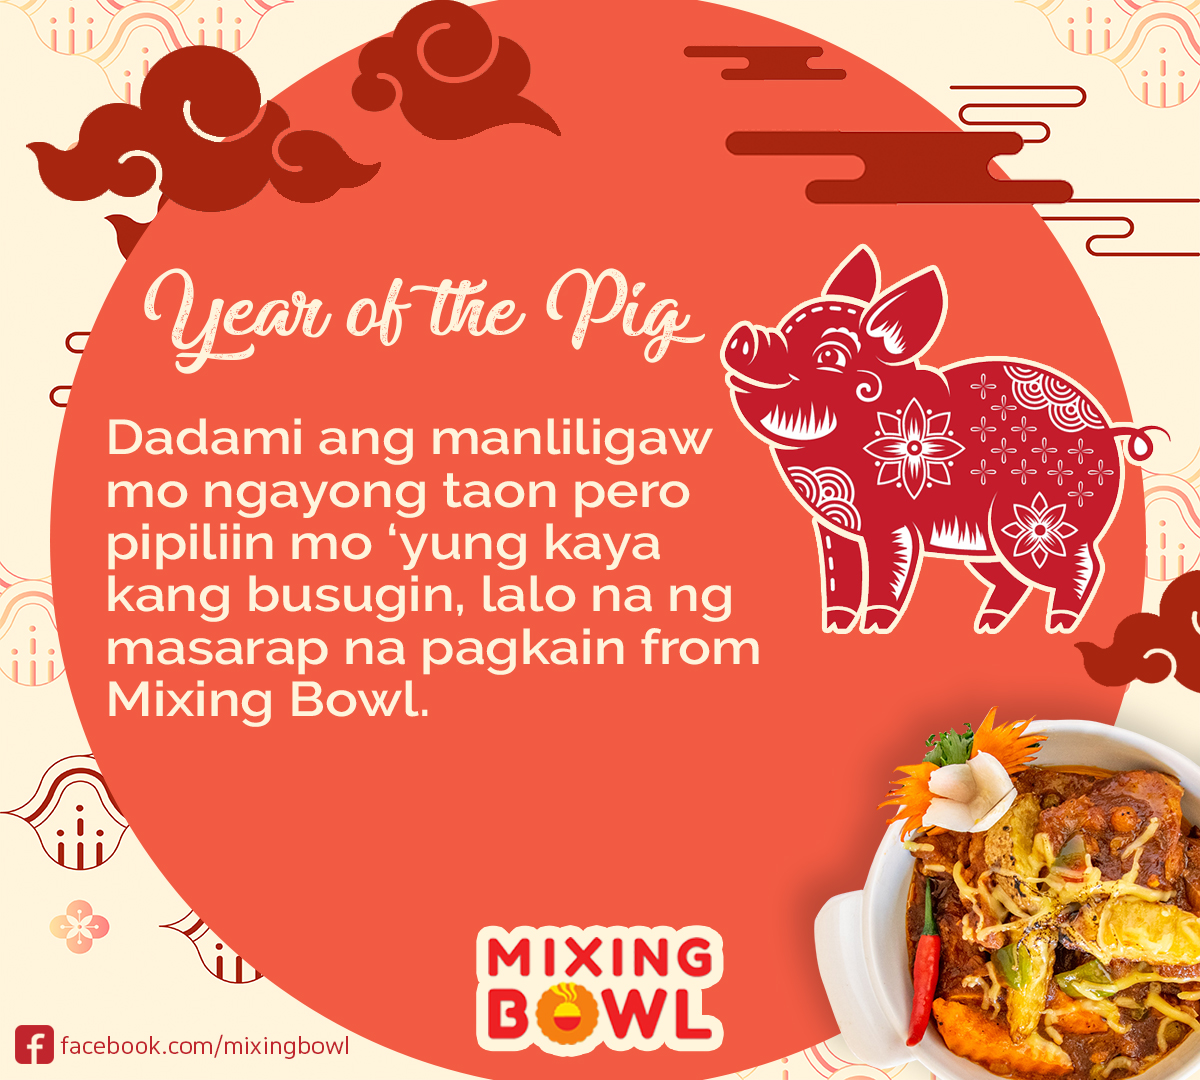 Year of the Pig
Dadami ang manliligaw
mo ngayong taon pero
pipiliin mo ‘yung kaya
kang busugin, lalo na ng
masarap na pagkain from
Mixing Bowl.
MIXING
BOWL
facebook.com/mixingbowl